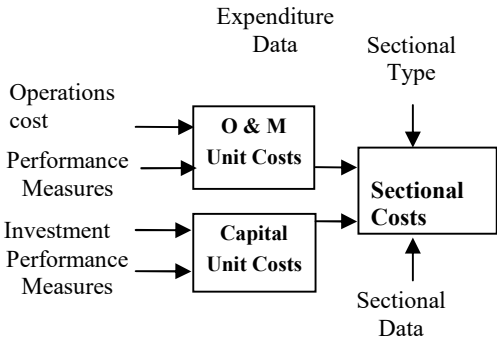 Expenditure
Data
Sectional
Type
Operations
cost
O & M
Unit Costs
Performance
Measures
Sectional
Costs
Investment
Capital
Unit Costs
Performance
Measures
Sectional
Data